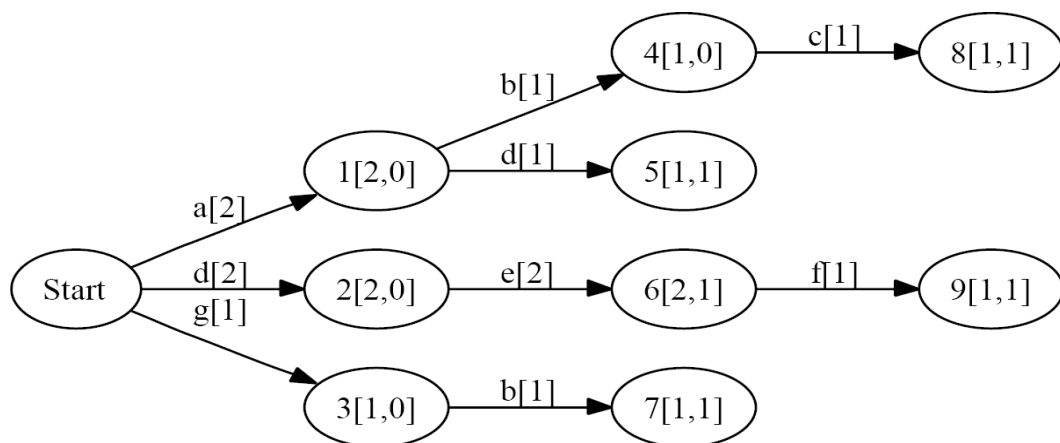 4[1,0]
c[1]
8[1,1]
b[1]
1[2,0]
d[1]
5[1,1]
a[2]
Start
d[2]
2[2,0]
e[2]
6[2,1]
f[1]
9[1,1]
g[1]
3[1,0]
b[1]
7[1,1]